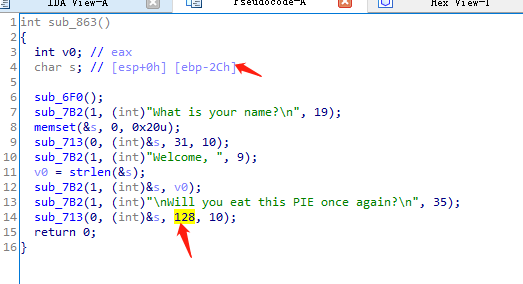 IDA View-A
Pseudocode-A
Hex View-1
1 int sub_863()
2 {
3 int v0; // eax
4 char s; // [esp+0h] [ebp-2Ch]
5
6 sub_6F0();
7 sub_7B2(1, (int)"What is your name?\n", 19);
8 memset(&s, 0, 0x20u);
9 sub_713(0, (int)&s, 31, 10);
10 sub_7B2(1, (int)"Welcome, ", 9);
11 v0 = strlen(&s);
12 sub_7B2(1, (int)&s, v0);
13 sub_7B2(1, (int)"\nWill you eat this PIE once again?\n", 35);
14 sub_713(0, (int)&s, 128, 10);
15 return 0;
16 }